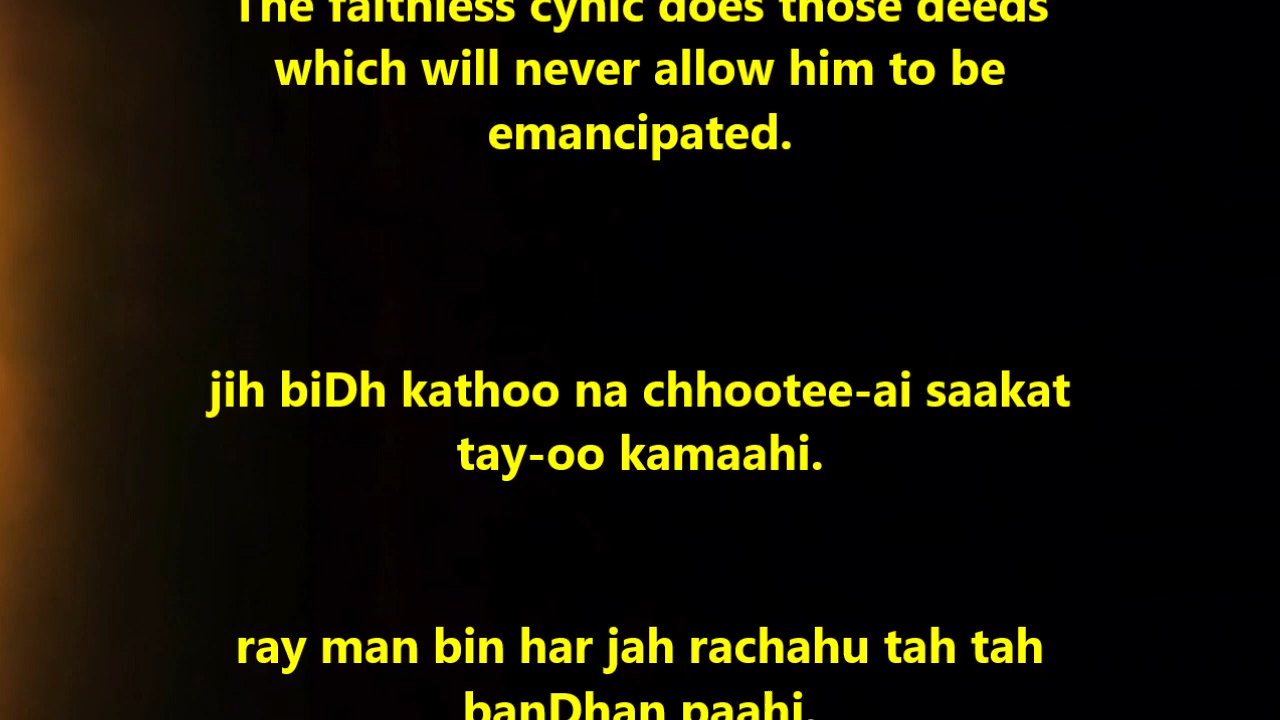 The faithless cynic does those deeds
which will never allow him to be
emancipated.
jih biDh kathoo na chhootee-ai saakat
tay-oo kamaahi.
ray man bin har jah rachahu tah tah
banDhan paahi.